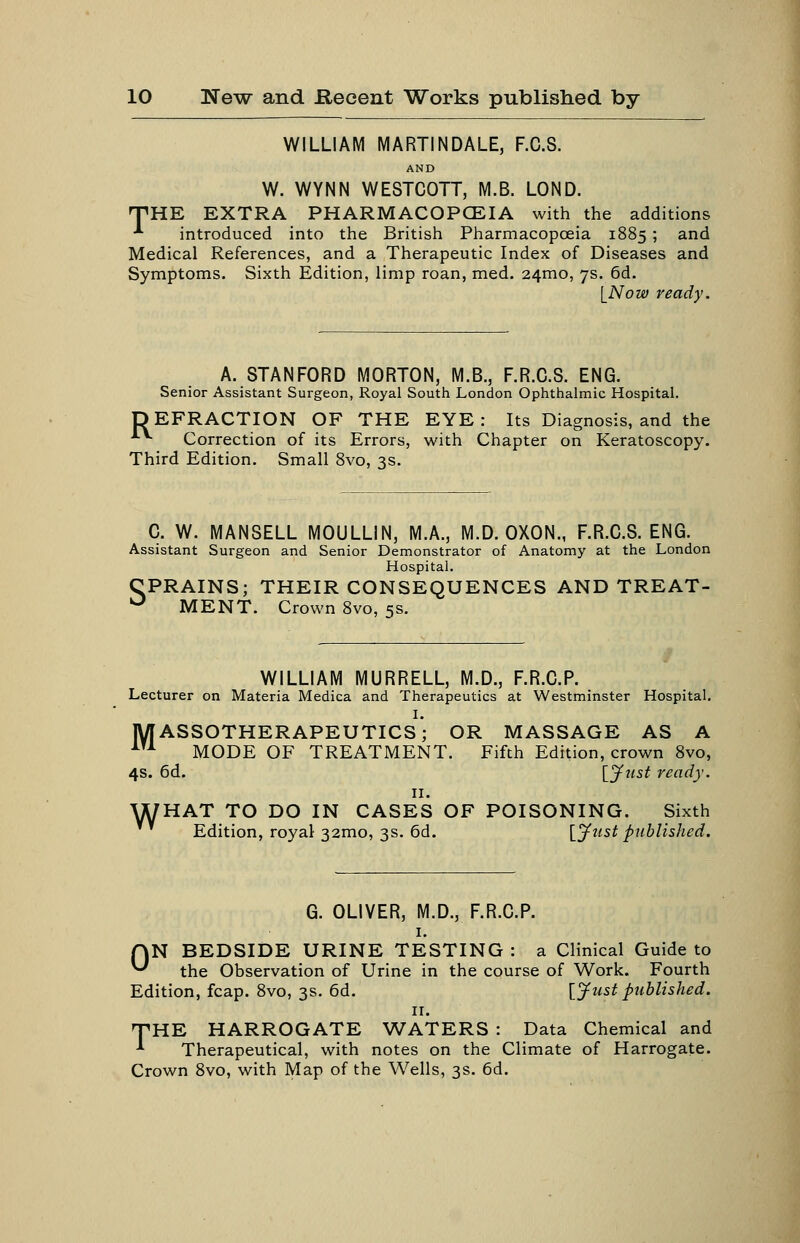 10 New and Recent Works published by
WILLIAM MARTINDALE, F.C.S.
AND
W. WYNN WESTCOTT, M.B. LOND.
THE EXTRA PHARMACOPŒIA with the additions
introduced into the British Pharmacopœia 1885; and
Medical References, and a Therapeutic Index of Diseases and
Symptoms. Sixth Edition, limp roan, med. 24mo, 7s. 6d.
[Now ready.
A. STANFORD MORTON, M.B., F.R.C.S. ENG.
Senior Assistant Surgeon, Royal South London Ophthalmic Hospital.
REFRACTION OF THE EYE: Its Diagnosis, and the
Correction of its Errors, with Chapter on Keratoscopy.
Third Edition. Small 8vo, 3s.
C. W. MANSELL MOULLIN, M.A., M.D. OXON., F.R.C.S. ENG.
Assistant Surgeon and Senior Demonstrator of Anatomy at the London
Hospital.
SPRAINS; THEIR CONSEQUENCES AND TREAT-
MENT. Crown 8vo, 5s.
WILLIAM MURRELL, M.D., F.R.C.P.
Lecturer on Materia Medica and Therapeutics at Westminster Hospital.
I.
MASSOTHERAPEUTICS; OR MASSAGE AS A
MODE OF TREATMENT. Fifth Edition, crown 8vo,
4s. 6d. [Just ready.
II.
WHAT TO DO IN CASES OF POISONING. Sixth
Edition, royal 32mo, 3s. 6d. [Just published.
G. OLIVER, M.D., F.R.C.P.
I.
ON BEDSIDE URINE TESTING: a Clinical Guide to
the Observation of Urine in the course of Work. Fourth
Edition, fcap. 8vo, 3s. 6d. [Just published.
II.
THE HARROGATE WATERS: Data Chemical and
Therapeutical, with notes on the Climate of Harrogate.
Crown 8vo, with Map of the Wells, 3s. 6d.